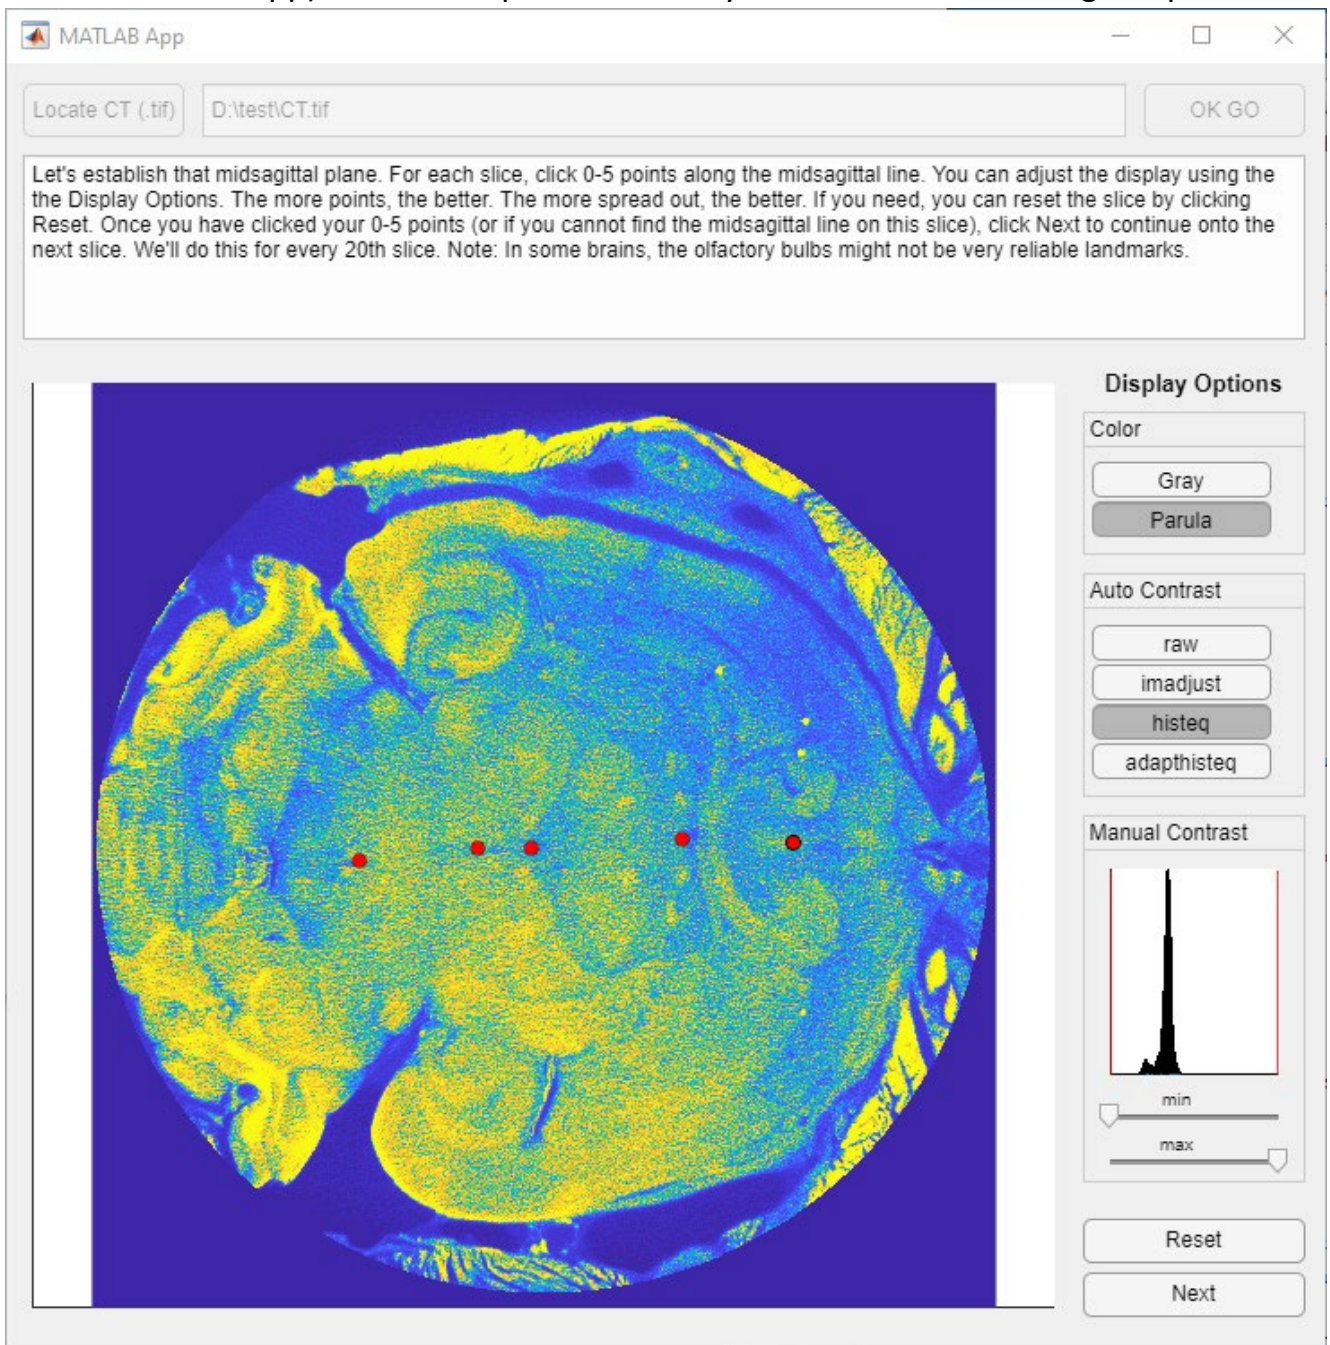 MATLAB App
Locate CT (.tif)
D:\test\CT.tif
OK GO
Let's establish that midsagittal plane. For each slice, click 0-5 points along the midsagittal line. You can adjust the display using the
the Display Options. The more points, the better. The more spread out, the better. If you need, you can reset the slice by clicking
Reset. Once you have clicked your 0-5 points (or if you cannot find the midsagittal line on this slice), click Next to continue onto the
next slice. We'll do this for every 20th slice. Note: In some brains, the olfactory bulbs might not be very reliable landmarks.
Display Options
Color
Gray
Parula
Auto Contrast
raw
imadjust
histeq
adapthisteq
Manual Contrast
min
max
Reset
Next